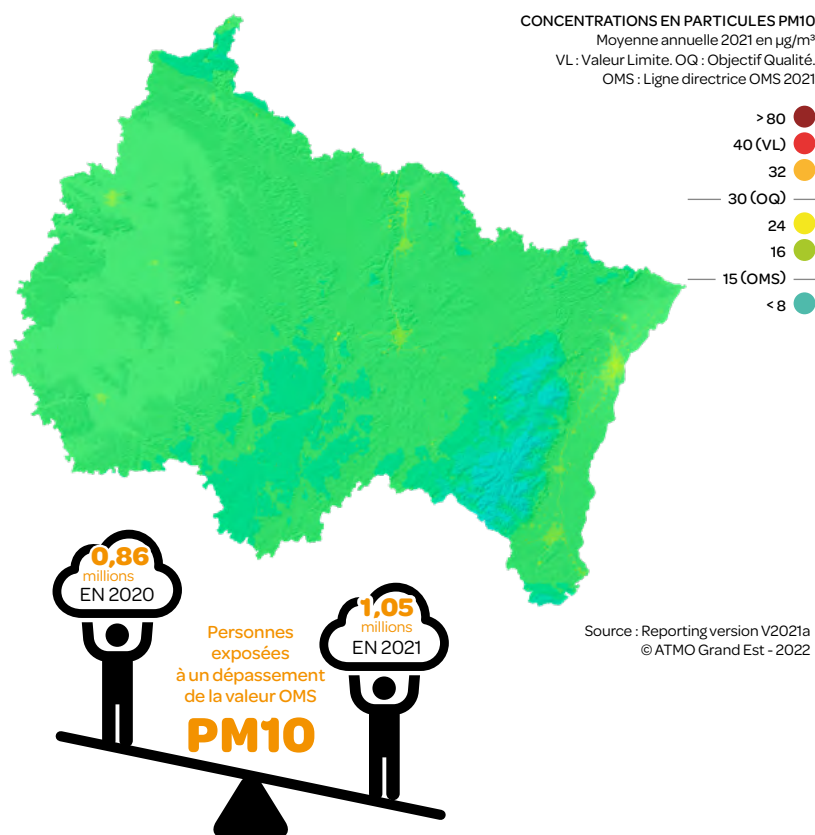 CONCENTRATIONS EN PARTICULES PM10
Moyenne annuelle 2021 en µg/m³
VL : Valeur Limite. OQ : Objectif Qualité.
OMS : Ligne directrice OMS 2021
> 80
40 (VL)
32
30 (OQ)
24
16
15 (OMS)
< 8
0,86
millions
EN 2020
1,05
millions
EN 2021
Personnes
exposées
à un dépassement
de la valeur OMS
PM10
Source : Reporting version V2021a
© ATMO Grand Est - 2022